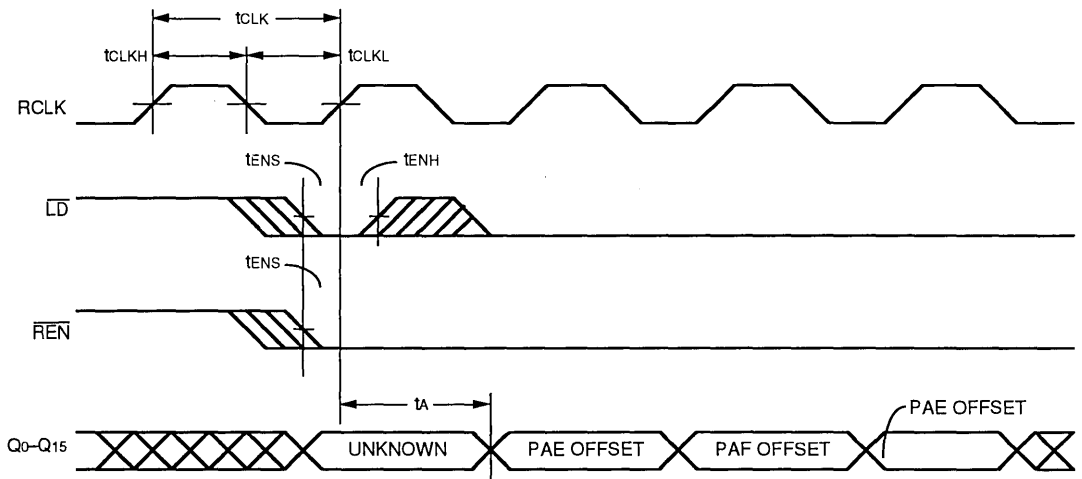 tCLK
tCLKH
tCLKL
RCLK
tENS
tENH
LD
tENS
REN
tA
PAE OFFSET
Q0–Q15
UNKNOWN
PAE OFFSET
PAF OFFSET